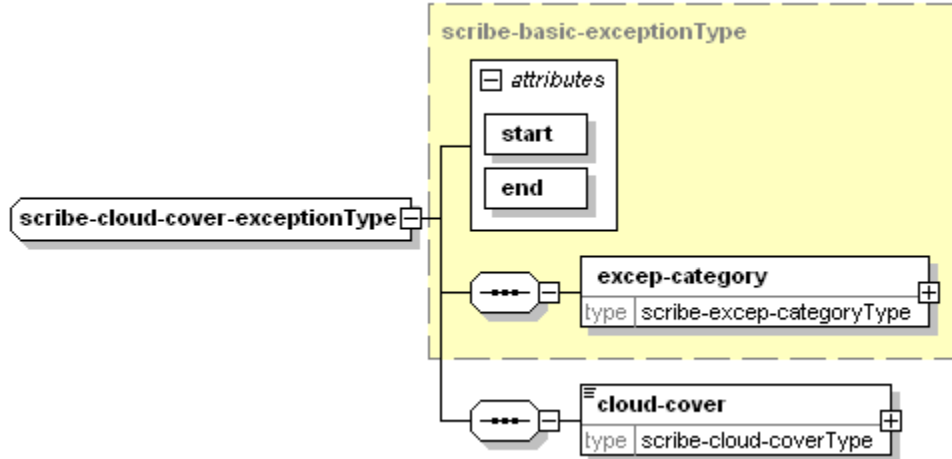 scribe-basic-exceptionType
attributes
start
end
scribe-cloud-cover-exceptionType
excep-category
type scribe-excep-categoryType
cloud-cover
type scribe-cloud-coverType